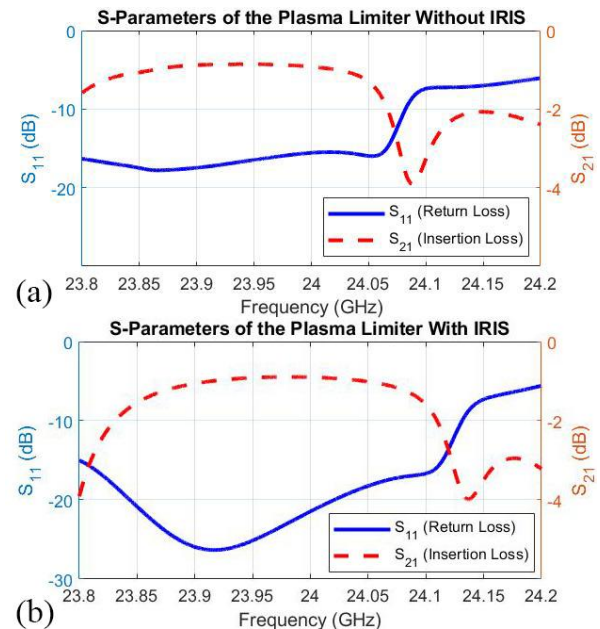 S-Parameters of the Plasma Limiter Without IRIS
0
-10
-20
S11 (dB)
0
-1
-2
-3
-4
-5
S21 (dB)
S11 (Return Loss)
S21 (Insertion Loss)
23.8 23.85 23.9 23.95 24 24.05 24.1 24.15 24.2
Frequency (GHz)
(a)
S-Parameters of the Plasma Limiter With IRIS
0
-10
-20
-30
S11 (dB)
0
-2
-4
S21 (dB)
S11 (Return Loss)
S21 (Insertion Loss)
23.8 23.85 23.9 23.95 24 24.05 24.1 24.15 24.2
Frequency (GHz)
(b)